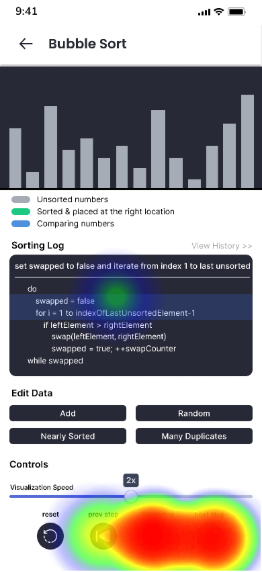 9:41
Bubble Sort
Unsorted numbers
Sorted & placed at the right location
Comparing numbers
Sorting Log
View History >>
set swapped to false and iterate from index 1 to last unsorted
do
swapped = false
for i = 1 to indexOfLastUnsortedElement-1
if leftElement > rightElement
swap(leftElement, rightElement)
swapped = true; ++swapCounter
while swapped
Edit Data
Add
Random
Nearly Sorted
Many Duplicates
Controls
2x
Visualization Speed
reset
prev step